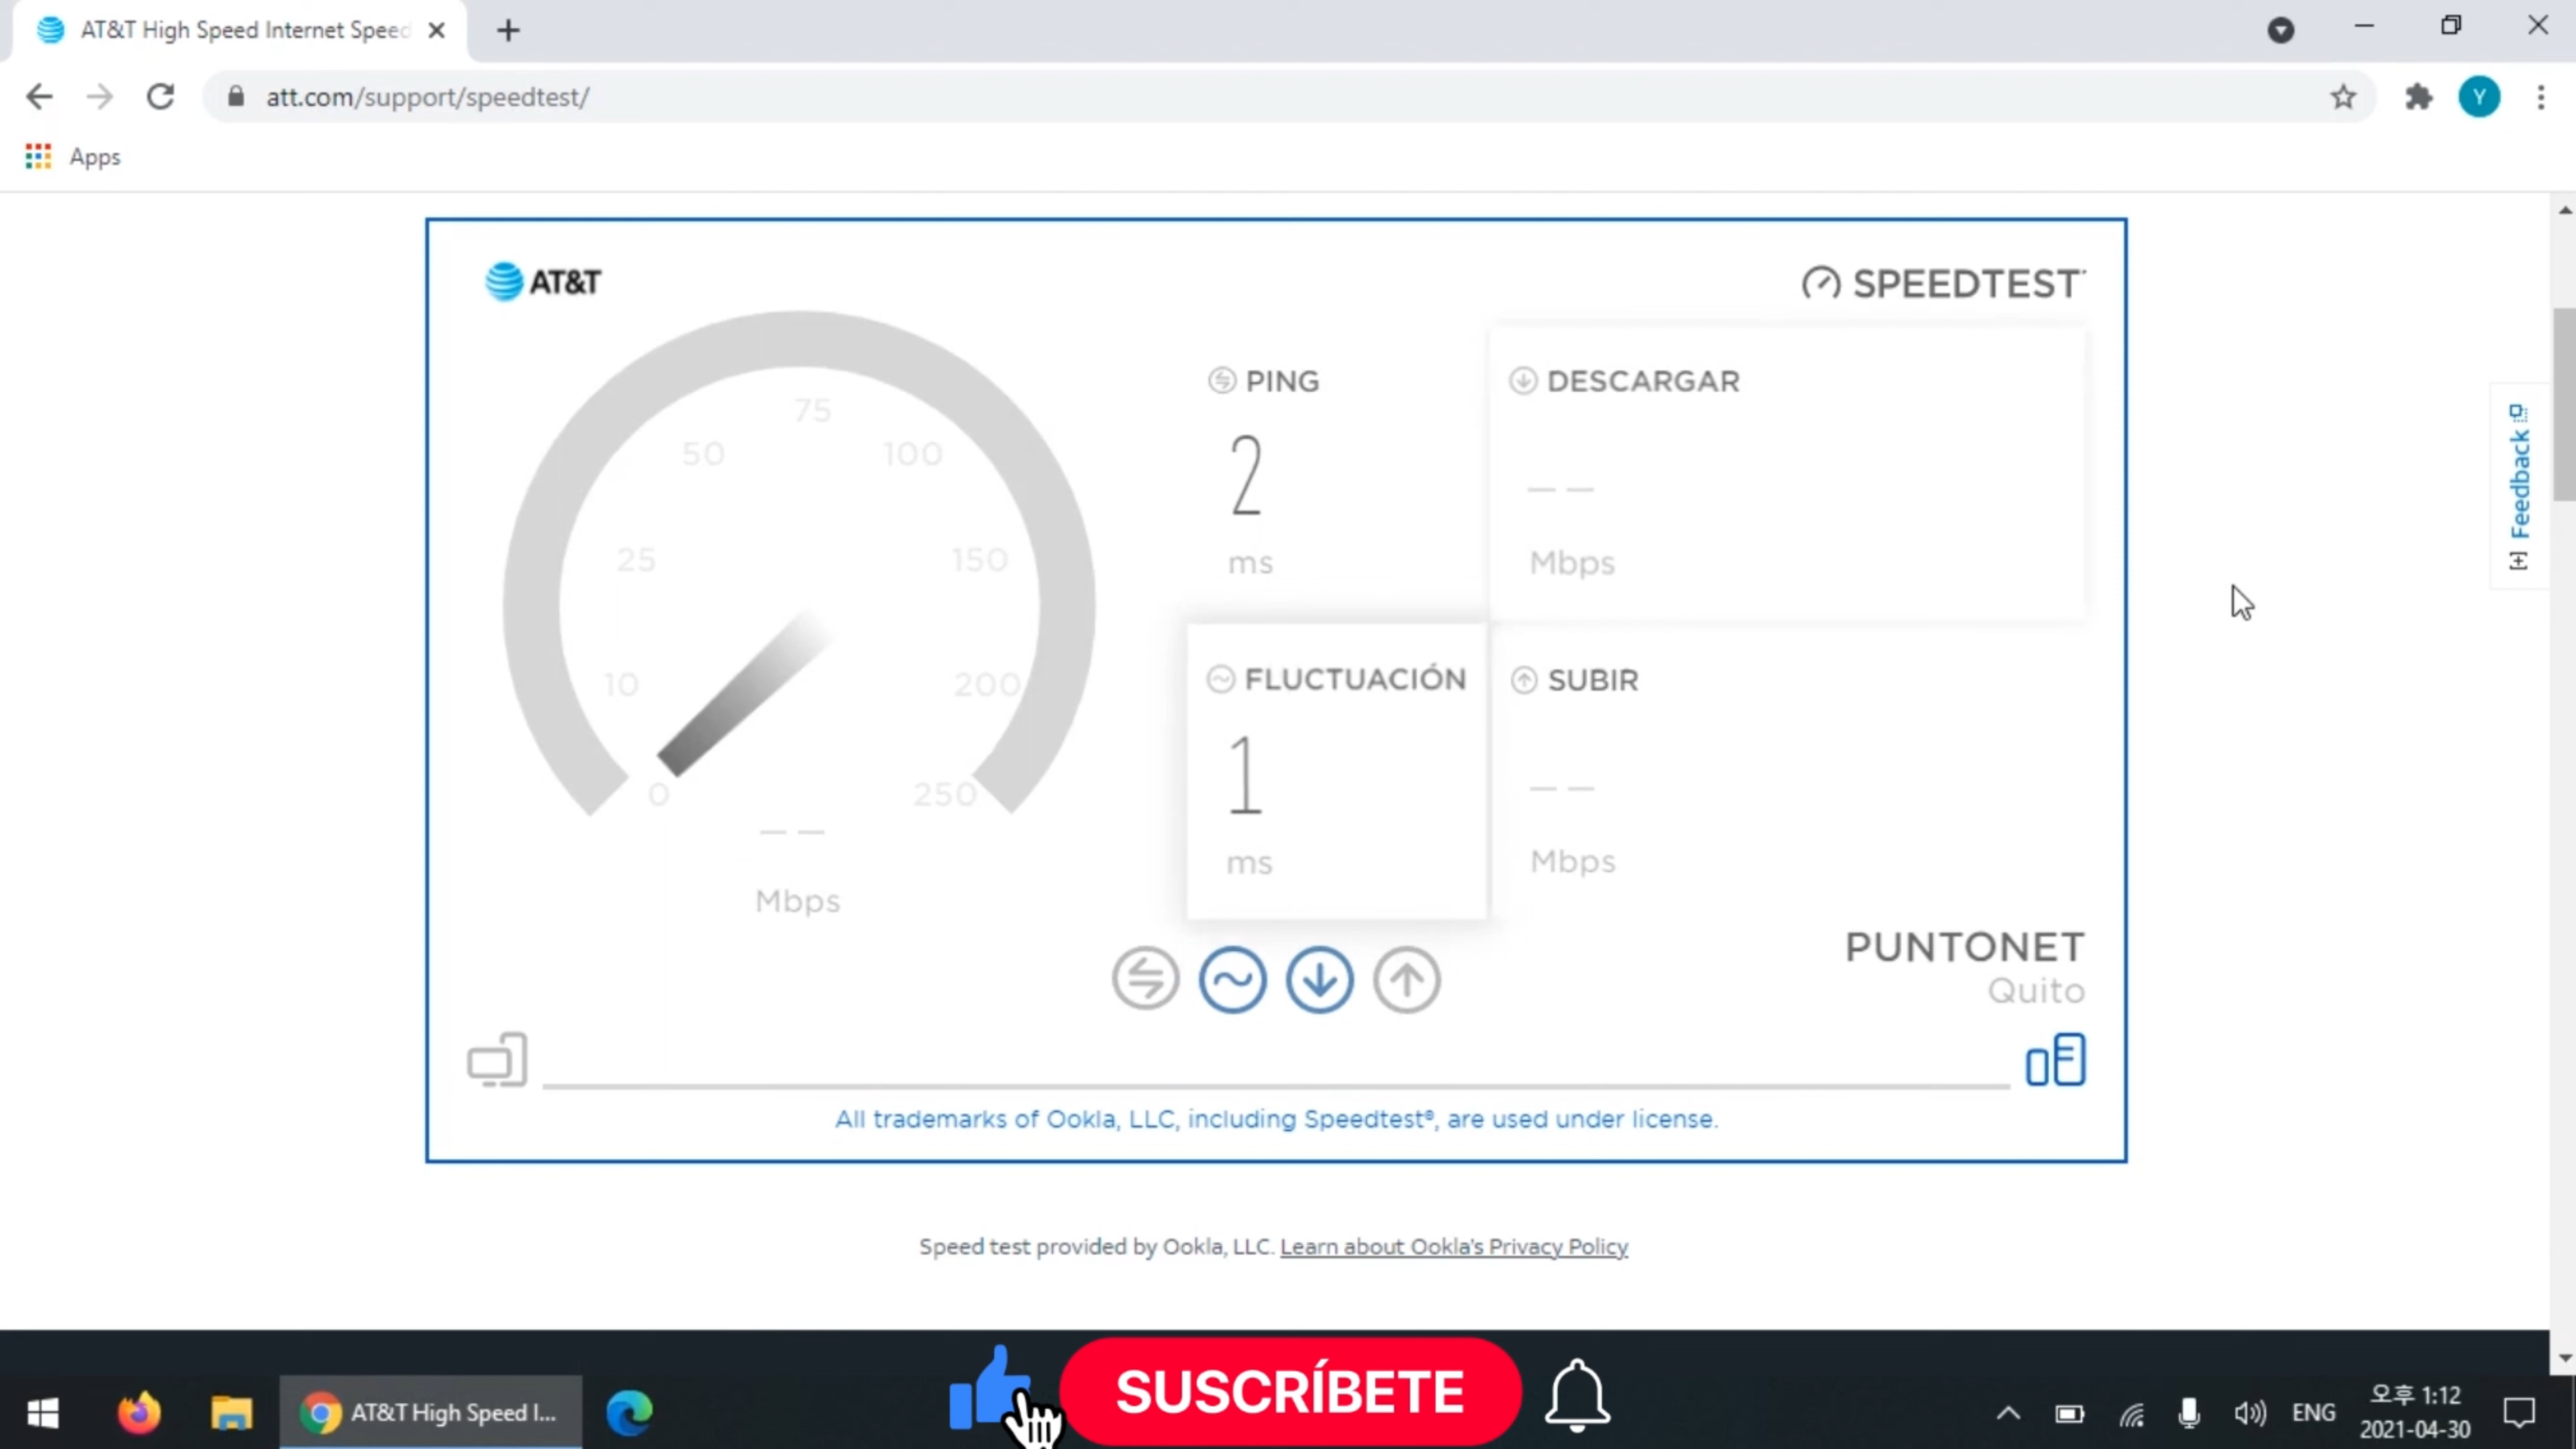 AT&T High Speed Internet Speed
att.com/support/speedtest/
Y
Apps
AT&T
SPEEDTEST
75
50
100
25
150
10
200
0
250
— —
Mbps
PING
2
ms
DESCARGAR
— —
Mbps
FLUCTUACIÓN
1
ms
SUBIR
— —
Mbps
PUNTONET
Quito
All trademarks of Ookla, LLC, including Speedtest®, are used under license.
Feedback
[+]
Speed test provided by Ookla, LLC. Learn about Ookla's Privacy Policy
AT&T High Speed I...
SUSCRÍBETE
ENG
오후 1:12
2021-04-30